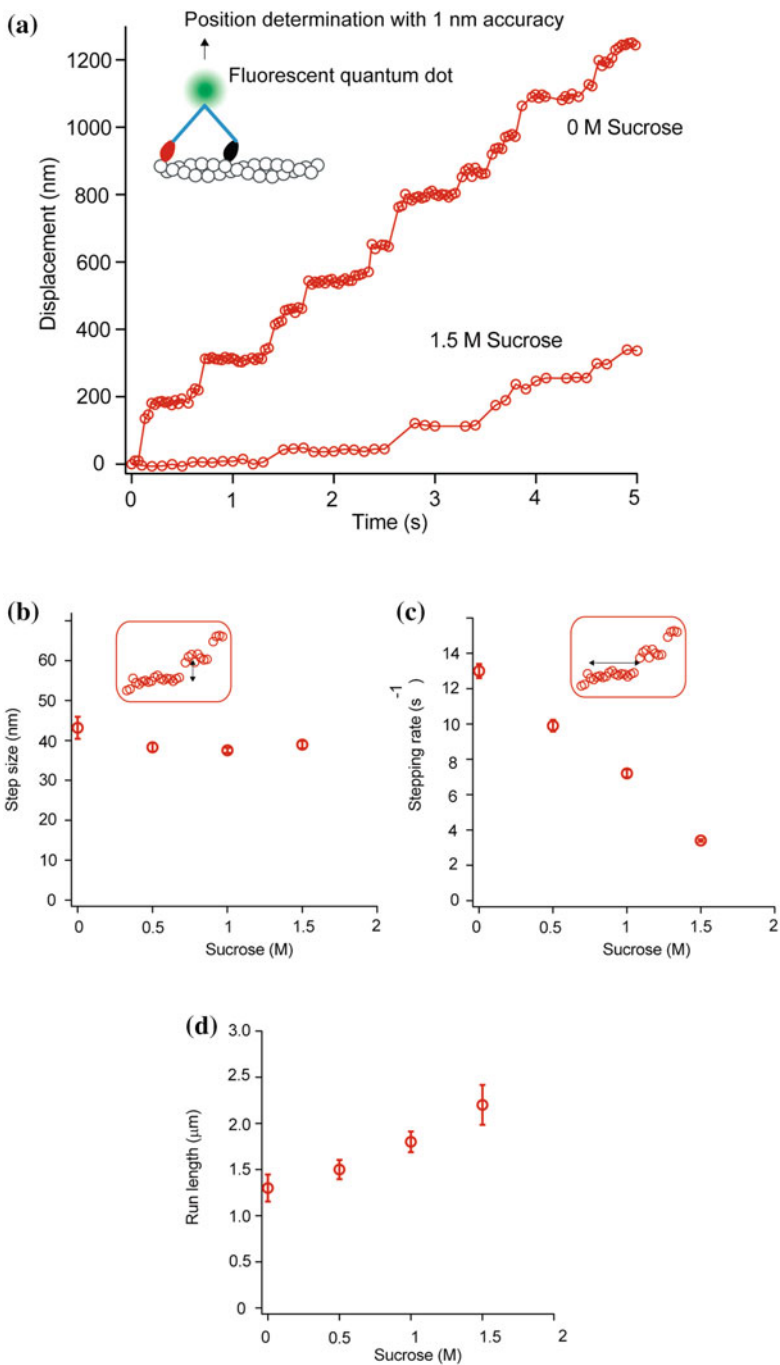 (a)
Position determination with 1 nm accuracy
Fluorescent quantum dot
0 M Sucrose
1.5 M Sucrose
Displacement (nm)
1200
1000
800
600
400
200
0
0 1 2 3 4 5
Time (s)
(b)
Step size (nm)
60
50
40
30
20
10
0
0 0.5 1 1.5 2
Sucrose (M)
(c)
Stepping rate (s-1)
14
12
10
8
6
4
2
0
0 0.5 1 1.5 2
Sucrose (M)
(d)
Run length (μm)
3.0
2.5
2.0
1.5
1.0
0.5
0
0 0.5 1 1.5 2
Sucrose (M)